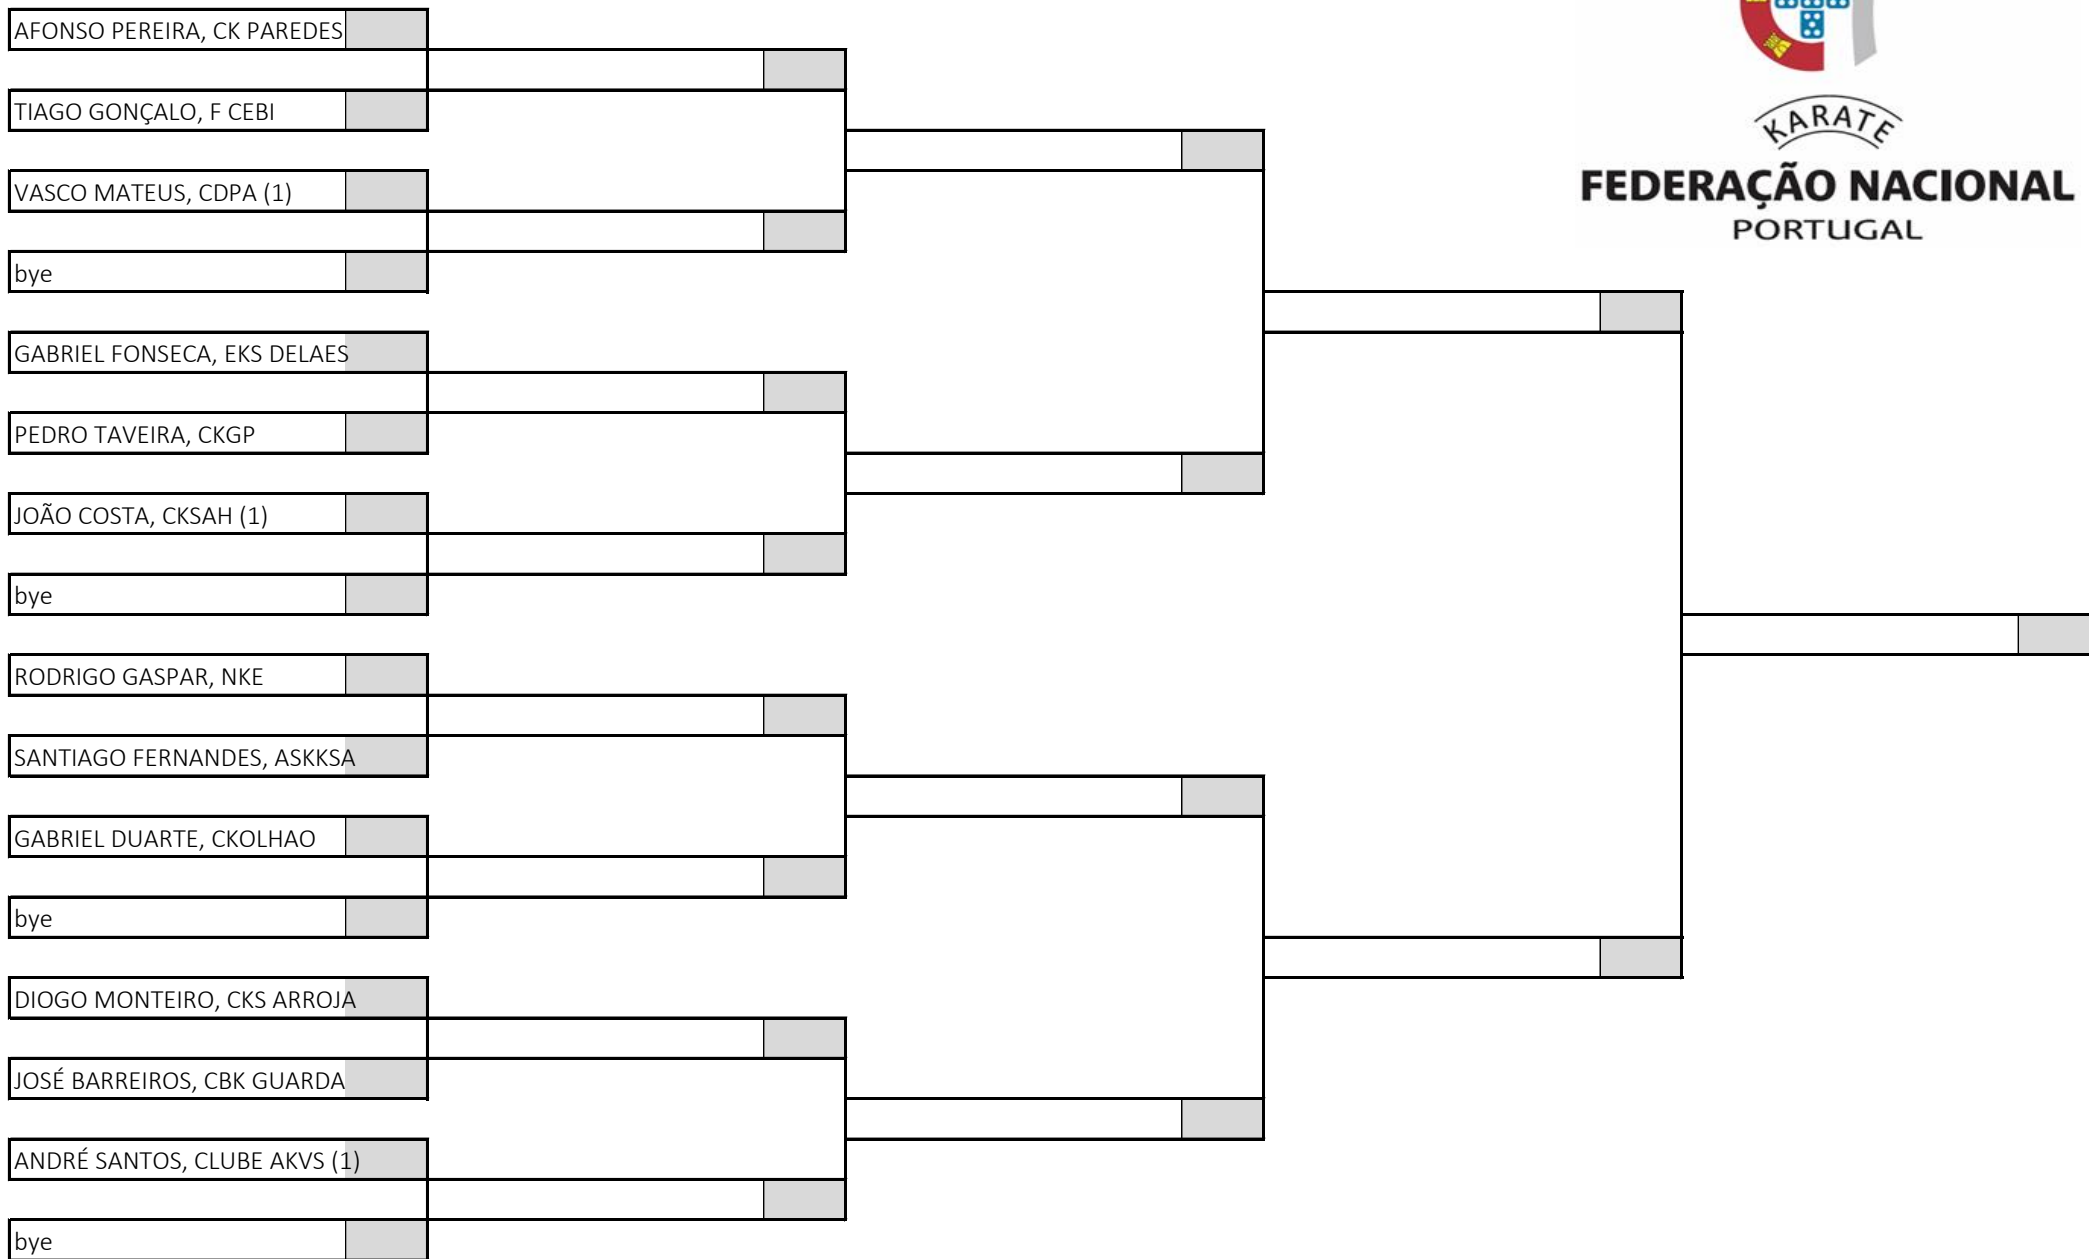 AFONSO PEREIRA, CK PAREDES
TIAGO GONÇALO, F CEBI
VASCO MATEUS, CDPA (1)
bye
GABRIEL FONSECA, EKS DELAES
PEDRO TAVEIRA, CKGP
JOÃO COSTA, CKSAH (1)
bye
RODRIGO GASPAR, NKE
SANTIAGO FERNANDES, ASKKSA
GABRIEL DUARTE, CKOLHAO
bye
DIOGO MONTEIRO, CKS ARROJA
JOSÉ BARREIROS, CBK GUARDA
ANDRÉ SANTOS, CLUBE AKVS (1)
bye
KARATE
FEDERAÇÃO NACIONAL
PORTUGAL